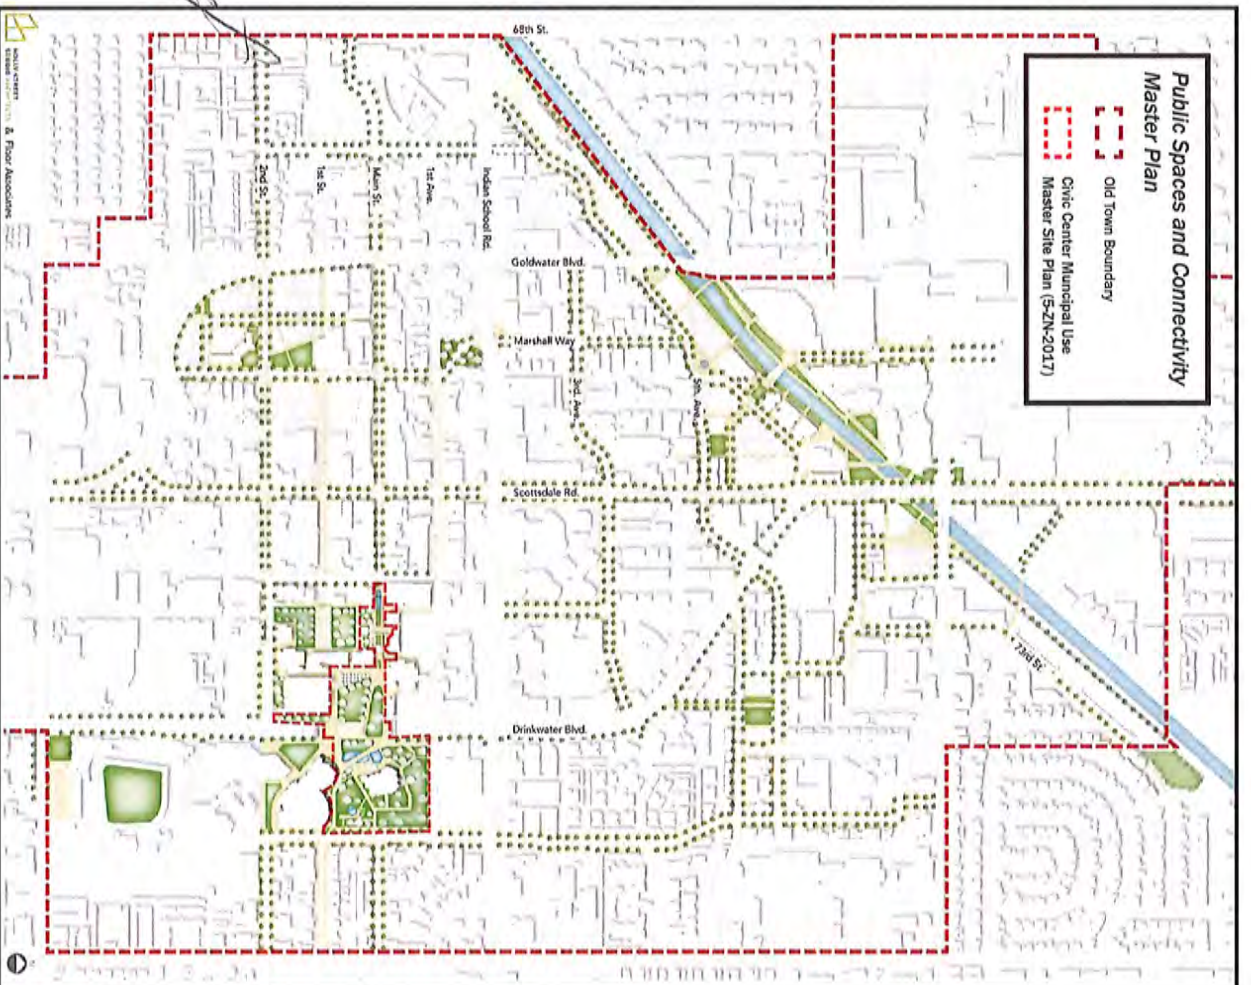 Public Spaces and Connectivity
Master Plan
Old Town Boundary
Civic Center Municipal Use
Master Site Plan (5-ZN-2017)
68th St.
Indian School Rd.
1st Ave.
Main St.
1st St.
2nd St.
Goldwater Blvd.
Marshall Way
3rd. Ave.
5th. Ave.
Scottsdale Rd.
73rd St.
Drinkwater Blvd.
& Floor Associates